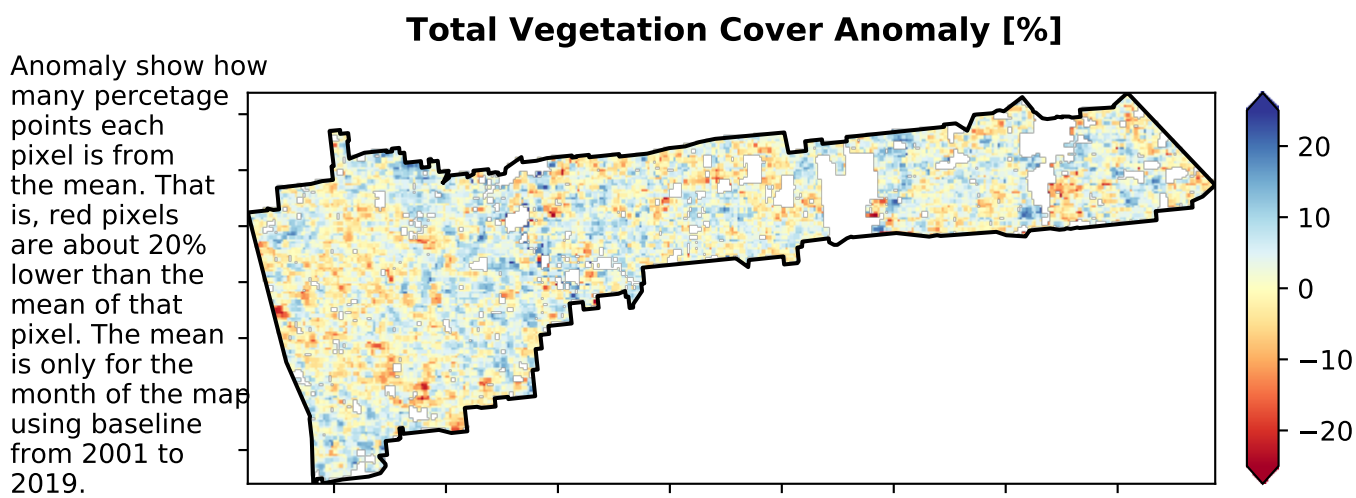 Total Vegetation Cover Anomaly [%]
Anomaly show how
many percetage
points each
pixel is from
the mean. That
is, red pixels
are about 20%
lower than the
mean of that
pixel. The mean
is only for the
month of the map
using baseline
from 2001 to
2019.
20
10
0
−10
−20